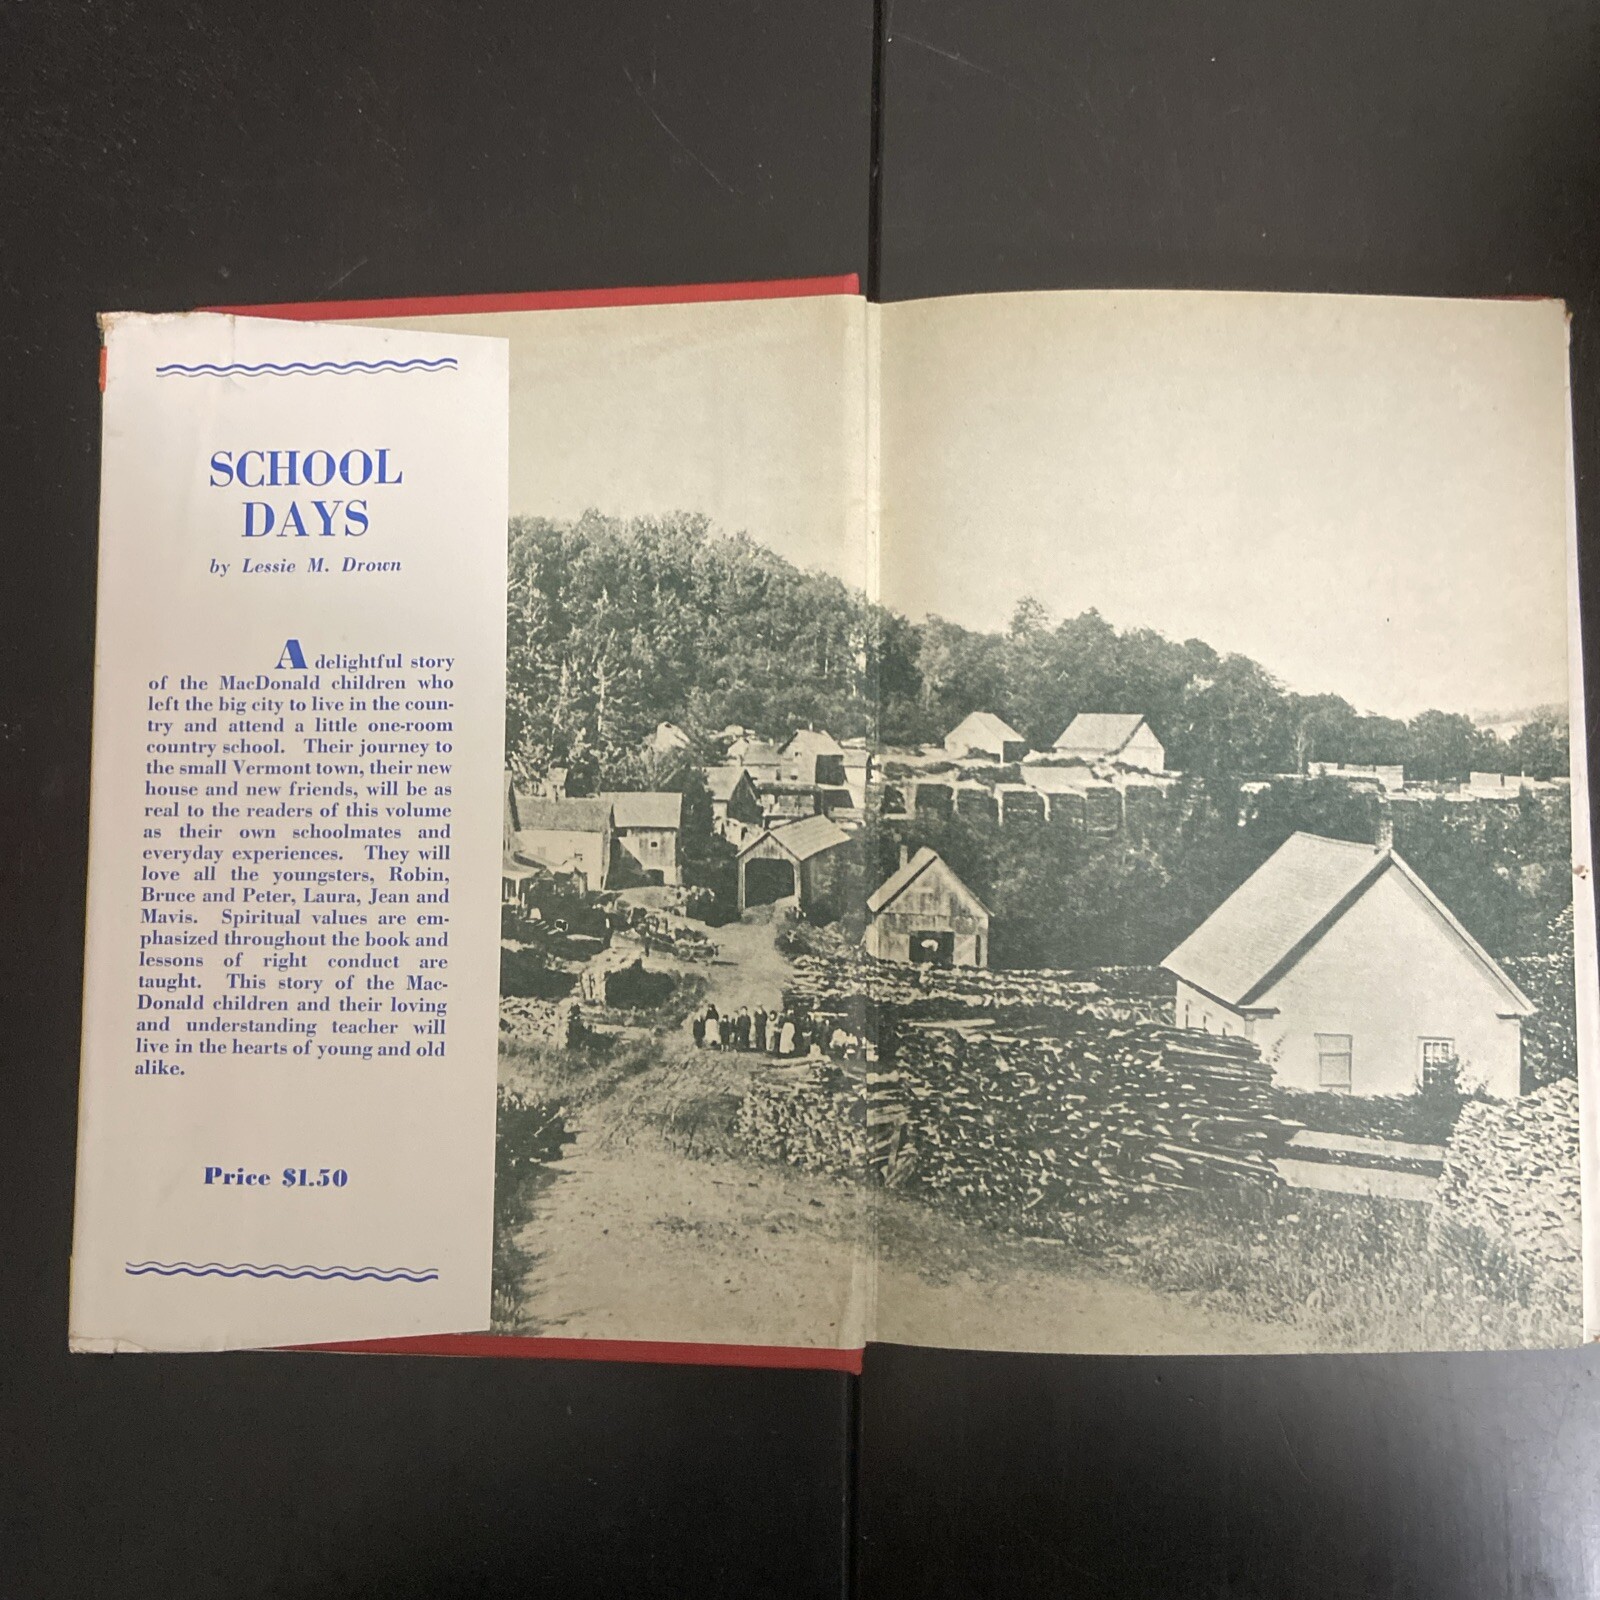 SCHOOL
DAYS
by Lessie M. Drown
A delightful story
of the MacDonald children who
left the big city to live in the coun-
try and attend a little one-room
country school. Their journey to
the small Vermont town, their new
house and new friends, will be as
real to the readers of this volume
as their own schoolmates and
everyday experiences. They will
love all the youngsters, Robin,
Bruce and Peter, Laura, Jean and
Mavis. Spiritual values are em-
phasized throughout the book and
lessons of right conduct are
taught. This story of the Mac-
Donald children and their loving
and understanding teacher will
live in the hearts of young and old
alike.
Price $1.50